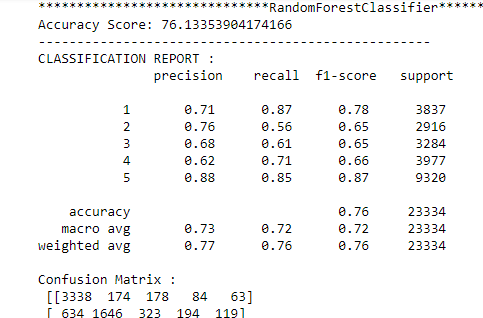 ******************************RandomForestClassifier******
Accuracy Score: 76.13353904174166
---------------------------------------------------
CLASSIFICATION REPORT :
precision recall f1-score support
1 0.71 0.87 0.78 3837
2 0.76 0.56 0.65 2916
3 0.68 0.61 0.65 3284
4 0.62 0.71 0.66 3977
5 0.88 0.85 0.87 9320
accuracy 0.76 23334
macro avg 0.73 0.72 0.72 23334
weighted avg 0.77 0.76 0.76 23334
Confusion Matrix :
[[3338 174 178 84 63]
[ 634 1646 323 194 119]